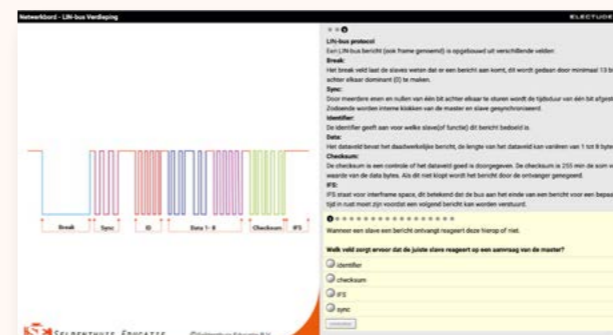 Netwerkbord - LIN-bus Verdieping
ELECTUDE
LIN-bus protocol
Een LIN-bus bericht (ook frame genoemd) is opgebouwd uit verschillende velden:
Break:
Het break veld laat de slaves weten dat er een bericht aan komt, dit wordt gedaan door minimaal 13 b
achter elkaar dominant (0) te maken.
Sync:
Door meerdere enen en nullen van één bit achter elkaar te sturen wordt de tijdsduur van één bit afgest
Zodoende worden interne klokken van de master en slave gesynchroniseerd.
Identifier:
De identifier geeft aan voor welke slave(of functie) dit bericht bedoeld is.
Data:
Het dataveld bevat het daadwerkelijke bericht, de lengte van het dataveld kan variëren van 1 tot 8 byte
Checksum:
De checksum is een controle of het dataveld goed is doorgegeven. De checksum is 255 min de som v
waarde van de data bytes. Als dit niet klopt wordt het bericht door de ontvanger genegeerd.
IFS:
IFS staat voor interframe space, dit betekend dat de bus aan het einde van een bericht voor een bepaa
tijd in rust moet zijn voordat een volgend bericht kan worden verstuurd.
Wanneer een slave een bericht ontvangt reageert deze hierop of niet.
Welk veld zorgt ervoor dat de juiste slave reageert op een aanvraag van de master?
identifier
checksum
IFS
sync
Break Sync ID Data 1- 8 Checksum IFS
SE